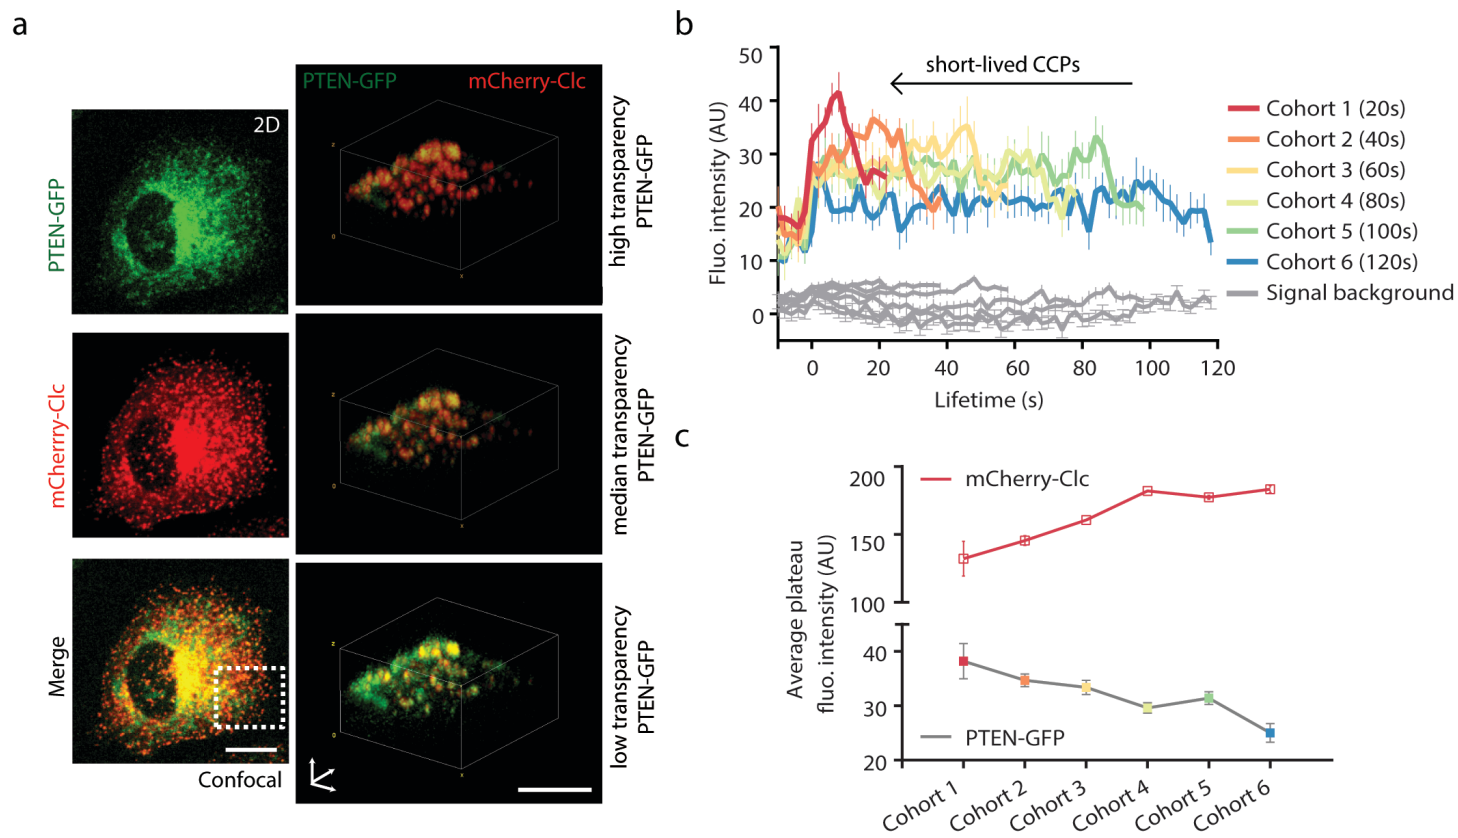 a
PTEN-GFP
2D
mCherrry-Clc
Merge
Confocal
PTEN-GFP
mCherry-Clc
z
0
x
high transparency
PTEN-GFP
z
0
x
median transparency
PTEN-GFP
z
0
x
low transparency
PTEN-GFP
b
short-lived CCPs
Fluo. intensity (AU)
50
40
30
20
10
0
0 20 40 60 80 100 120
Lifetime (s)
Cohort 1 (20s)
Cohort 2 (40s)
Cohort 3 (60s)
Cohort 4 (80s)
Cohort 5 (100s)
Cohort 6 (120s)
Signal background
c
Average plateau
fluo. intensity (AU)
200
150
100
40
30
20
mCherry-Clc
PTEN-GFP
Cohort 1
Cohort 2
Cohort 3
Cohort 4
Cohort 5
Cohort 6